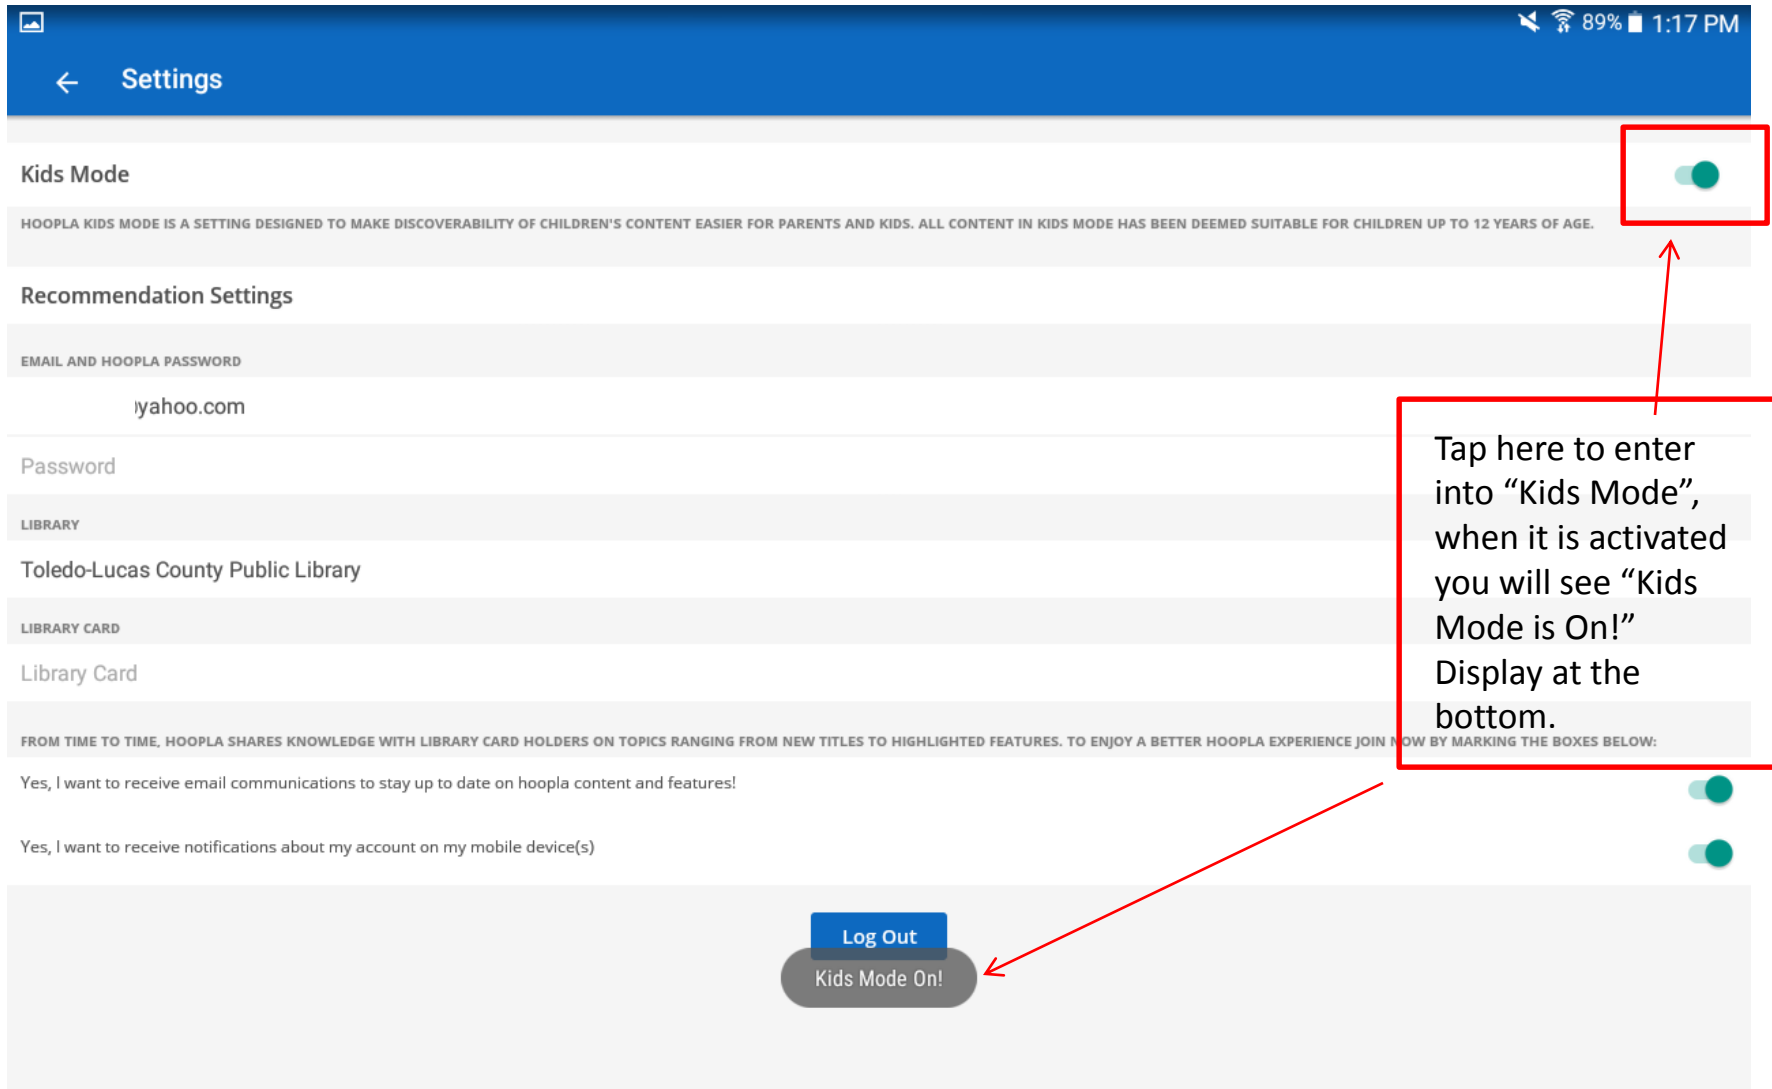 89% 1:17 PM
Settings
Kids Mode
HOOPLA KIDS MODE IS A SETTING DESIGNED TO MAKE DISCOVERABILITY OF CHILDREN'S CONTENT EASIER FOR PARENTS AND KIDS. ALL CONTENT IN KIDS MODE HAS BEEN DEEMED SUITABLE FOR CHILDREN UP TO 12 YEARS OF AGE.
Recommendation Settings
EMAIL AND HOOPLA PASSWORD
yahoo.com
Password
LIBRARY
Toledo-Lucas County Public Library
LIBRARY CARD
Library Card
Tap here to enter
into “Kids Mode”,
when it is activated
you will see “Kids
Mode is On!”
Display at the
bottom.
FROM TIME TO TIME, HOOPLA SHARES KNOWLEDGE WITH LIBRARY CARD HOLDERS ON TOPICS RANGING FROM NEW TITLES TO HIGHLIGHTED FEATURES. TO ENJOY A BETTER HOOPLA EXPERIENCE JOIN NOW BY MARKING THE BOXES BELOW:
Yes, I want to receive email communications to stay up to date on hoopla content and features!
Yes, I want to receive notifications about my account on my mobile device(s)
Log Out
Kids Mode On!